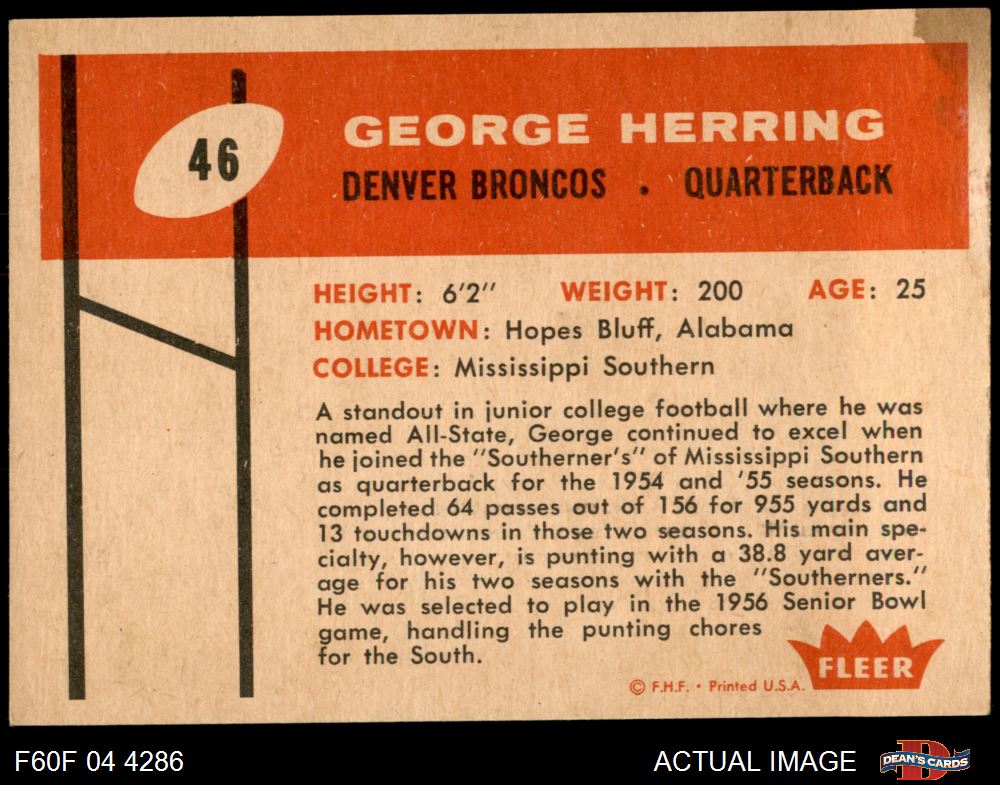 46
GEORGE HERRING
DENVER BRONCOS . QUARTERBACK
HEIGHT: 6'2" WEIGHT: 200 AGE: 25
HOMETOWN: Hopes Bluff, Alabama
COLLEGE: Mississippi Southern
A standout in junior college football where he was
named All-State, George continued to excel when
he joined the "Southerner's" of Mississippi Southern
as quarterback for the 1954 and '55 seasons. He
completed 64 passes out of 156 for 955 yards and
13 touchdowns in those two seasons. His main spe-
cialty, however, is punting with a 38.8 yard aver-
age for his two seasons with the "Southerners."
He was selected to play in the 1956 Senior Bowl
game, handling the punting chores
for the South.
FLEER
© F.H.F. · Printed U.S.A.
F60F 04 4286
ACTUAL IMAGE
D
DEAN'S CARDS